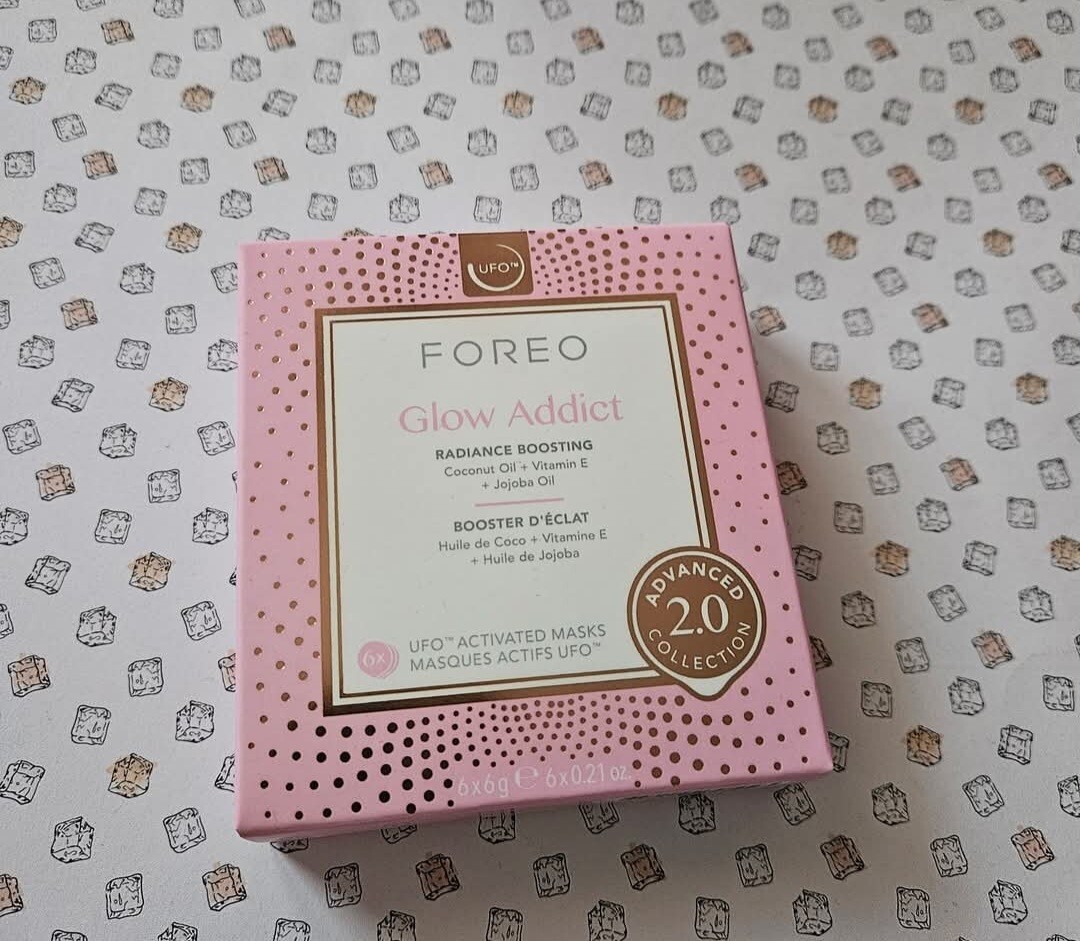 UFO™
FOREO
Glow Addict
RADIANCE BOOSTING
Coconut Oil + Vitamin E
+ Jojoba Oil
BOOSTER D'ÉCLAT
Huile de Coco + Vitamine E
+ Huile de Jojoba
6x
UFO™ ACTIVATED MASKS
MASQUES ACTIFS UFO™
ADVANCED
2.0
COLLECTION
6x6g ℮ 6x0.21 oz.